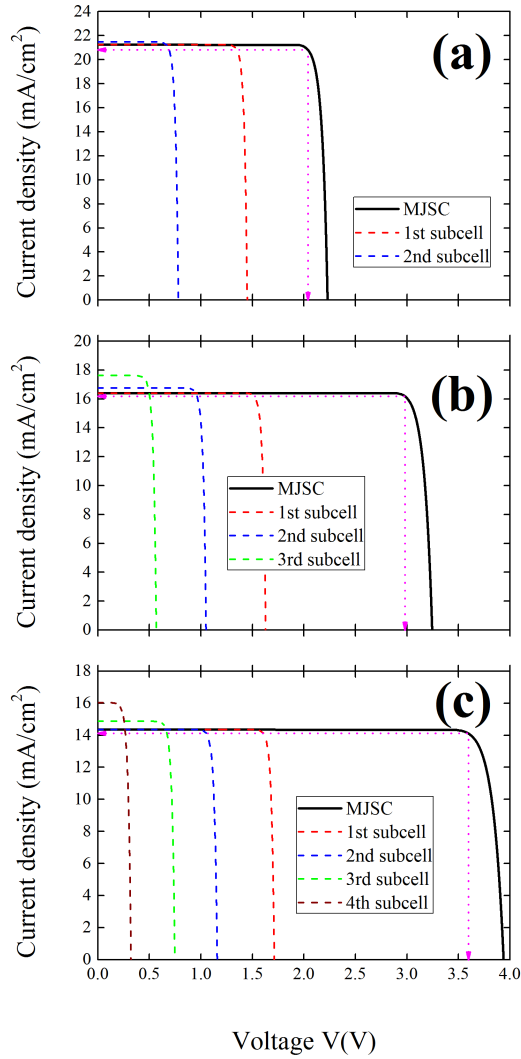 24
22
20
18
16
14
12
10
8
6
4
2
0
Current density (mA/cm²)
(a)
MJSC
1st subcell
2nd subcell
20
18
16
14
12
10
8
6
4
2
0
Current density (mA/cm²)
(b)
MJSC
1st subcell
2nd subcell
3rd subcell
18
16
14
12
10
8
6
4
2
0
Current density (mA/cm²)
(c)
MJSC
1st subcell
2nd subcell
3rd subcell
4th subcell
0.0 0.5 1.0 1.5 2.0 2.5 3.0 3.5 4.0
Voltage V(V)